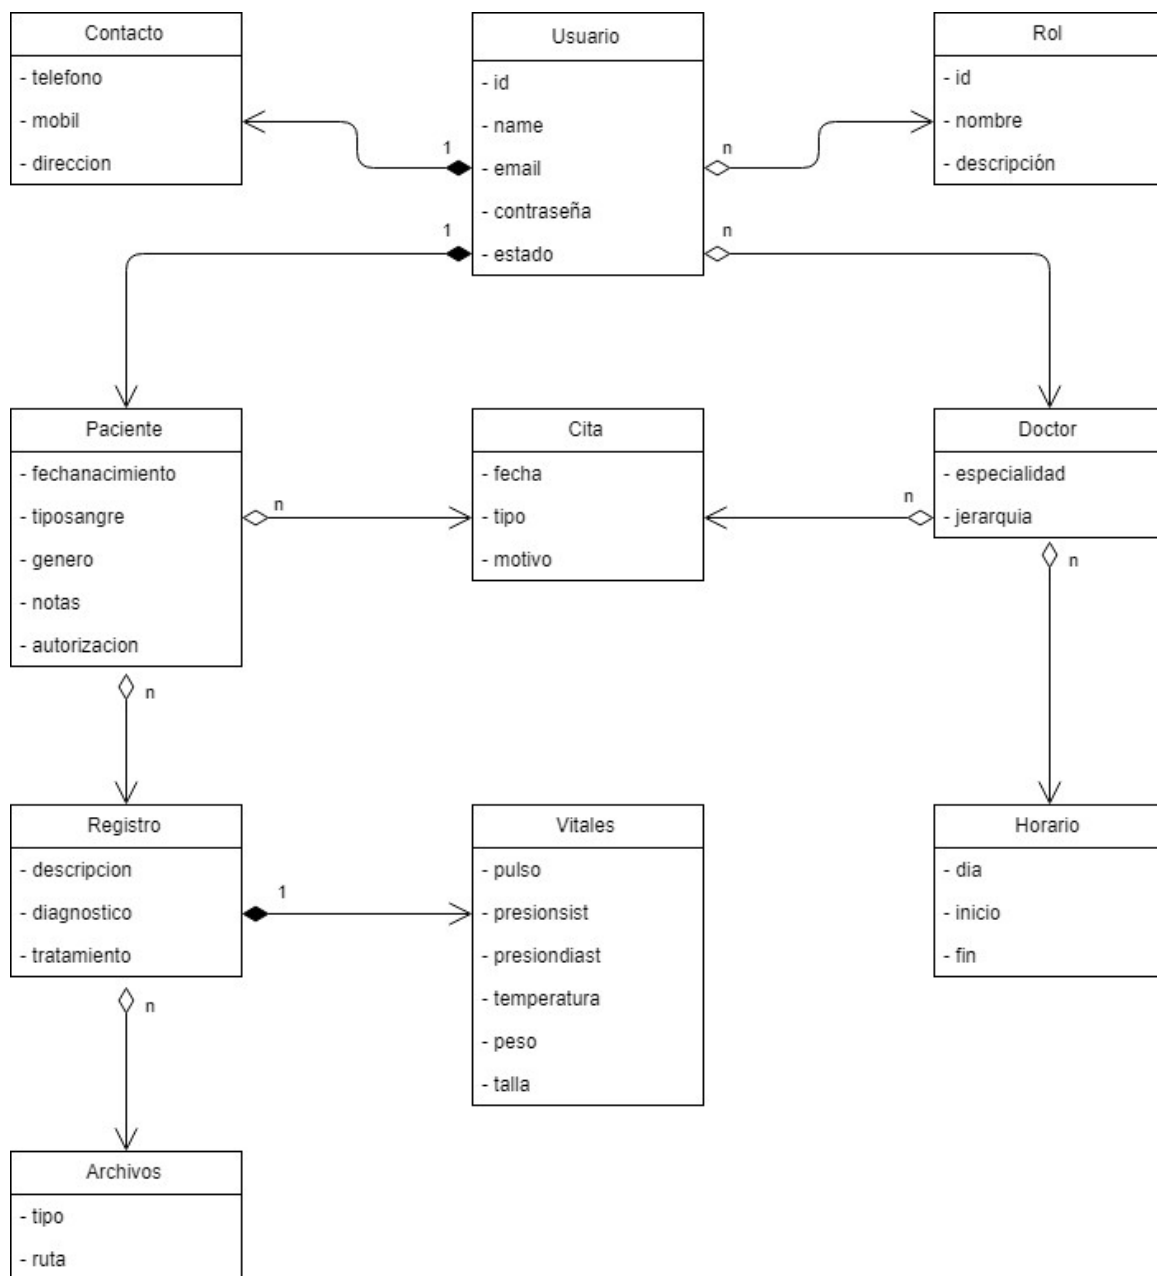 Contacto
- telefono
- mobil
- direccion
Usuario
- id
- name
- email
- contraseña
- estado
Rol
- id
- nombre
- descripción
1
n
1
n
Paciente
- fechanacimiento
- tiposangre
- genero
- notas
- autorizacion
n
Cita
- fecha
- tipo
- motivo
n
Doctor
- especialidad
- jerarquia
n
n
Registro
- descripcion
- diagnostico
- tratamiento
1
Vitales
- pulso
- presionsist
- presiondiast
- temperatura
- peso
- talla
Horario
- dia
- inicio
- fin
n
Archivos
- tipo
- ruta